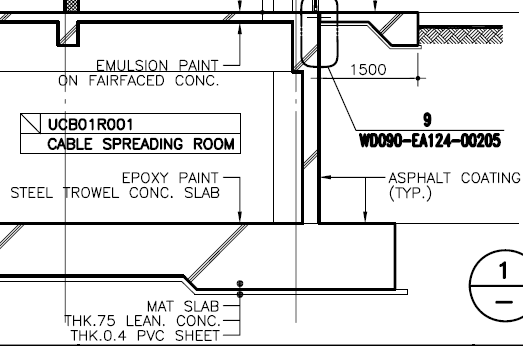 EMULSION PAINT
ON FAIRFACED CONC.
1500
9
WD090-EA124-00205
UCB01R001
CABLE SPREADING ROOM
EPOXY PAINT
STEEL TROWEL CONC. SLAB
ASPHALT COATING
(TYP.)
1
MAT SLAB
THK.75 LEAN. CONC.
THK.0.4 PVC SHEET